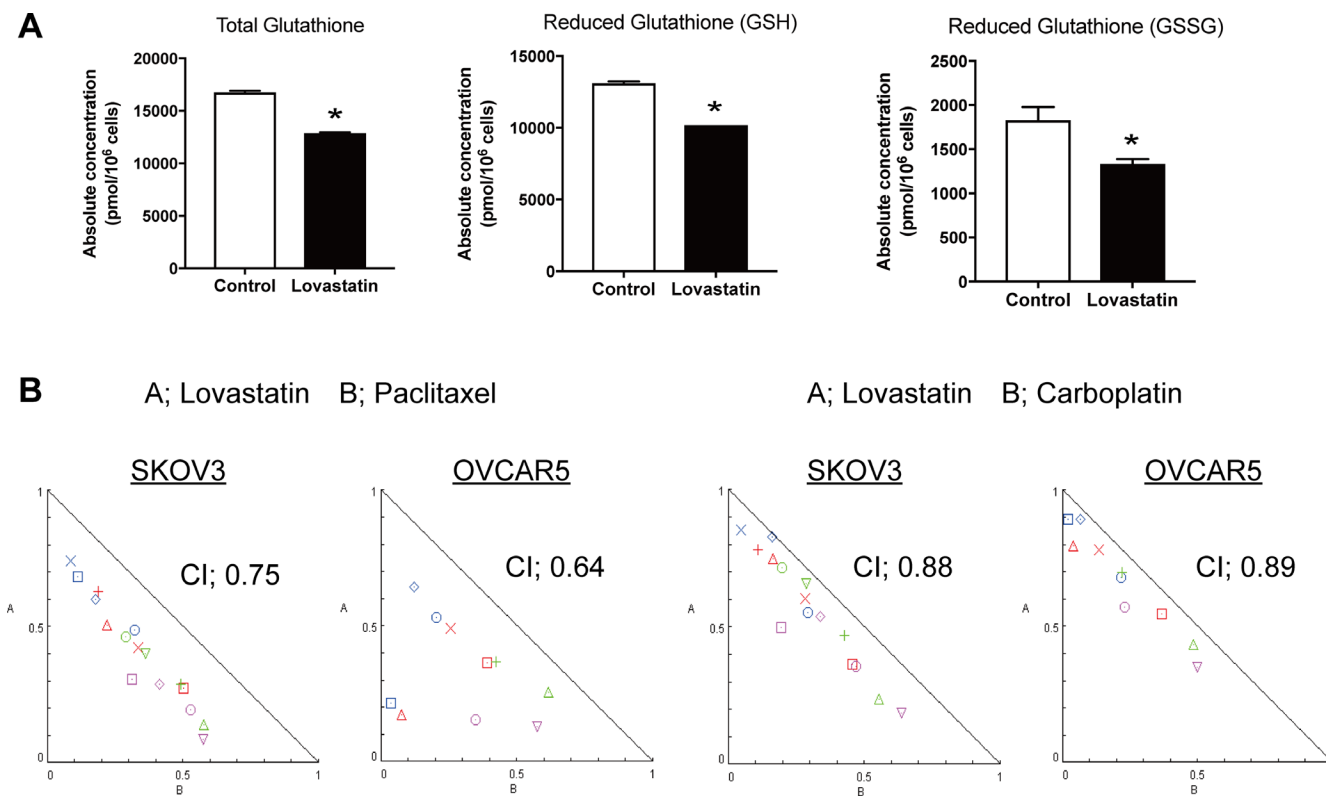 A
Total Glutathione
Absolute concentration
(pmol/10⁶ cells)
20000
15000
10000
5000
0
Control Lovastatin
*
Reduced Glutathione (GSH)
Absolute concentration
(pmol/10⁶ cells)
15000
10000
5000
0
Control Lovastatin
*
Reduced Glutathione (GSSG)
Absolute concentration
(pmol/10⁶ cells)
2500
2000
1500
1000
500
0
Control Lovastatin
*
B
A; Lovastatin B; Paclitaxel
SKOV3
CI; 0.75
1
A
0.5
0
0 0.5 1
B
OVCAR5
CI; 0.64
1
A
0.5
0
0 0.5 1
B
A; Lovastatin B; Carboplatin
SKOV3
CI; 0.88
1
A
0.5
0
0 0.5 1
B
OVCAR5
CI; 0.89
1
A
0.5
0
0 0.5 1
B